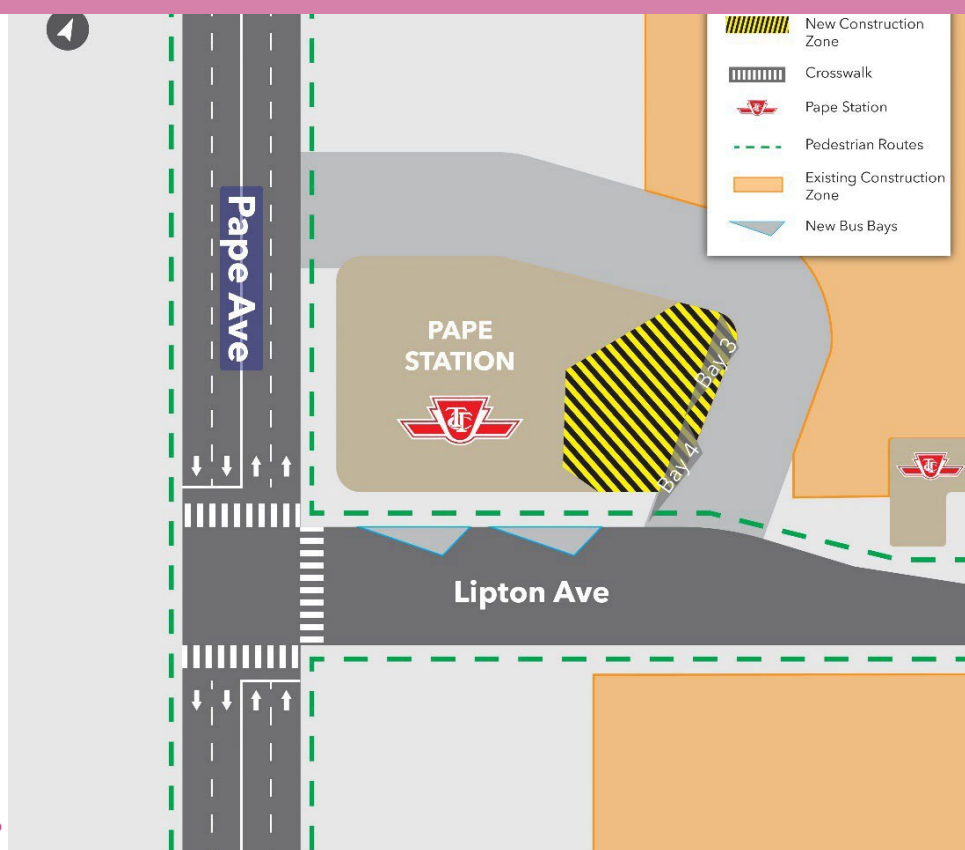 New Construction
Zone
Crosswalk
Pape Station
Pedestrian Routes
Existing Construction
Zone
New Bus Bays
Pape Ave
PAPE
STATION
Bay 3
Bay 4
Lipton Ave